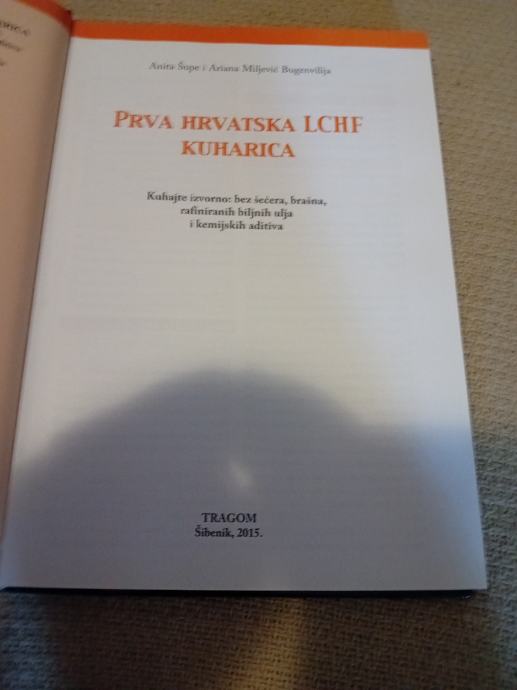 Anita Šupe i Ariana Miljević Bugenvilija
PRVA HRVATSKA LCHF
KUHARICA
Kuhajte izvorno: bez šećera, brašna,
rafiniranih biljnih ulja
i kemijskih aditiva
TRAGOM
Šibenik, 2015.